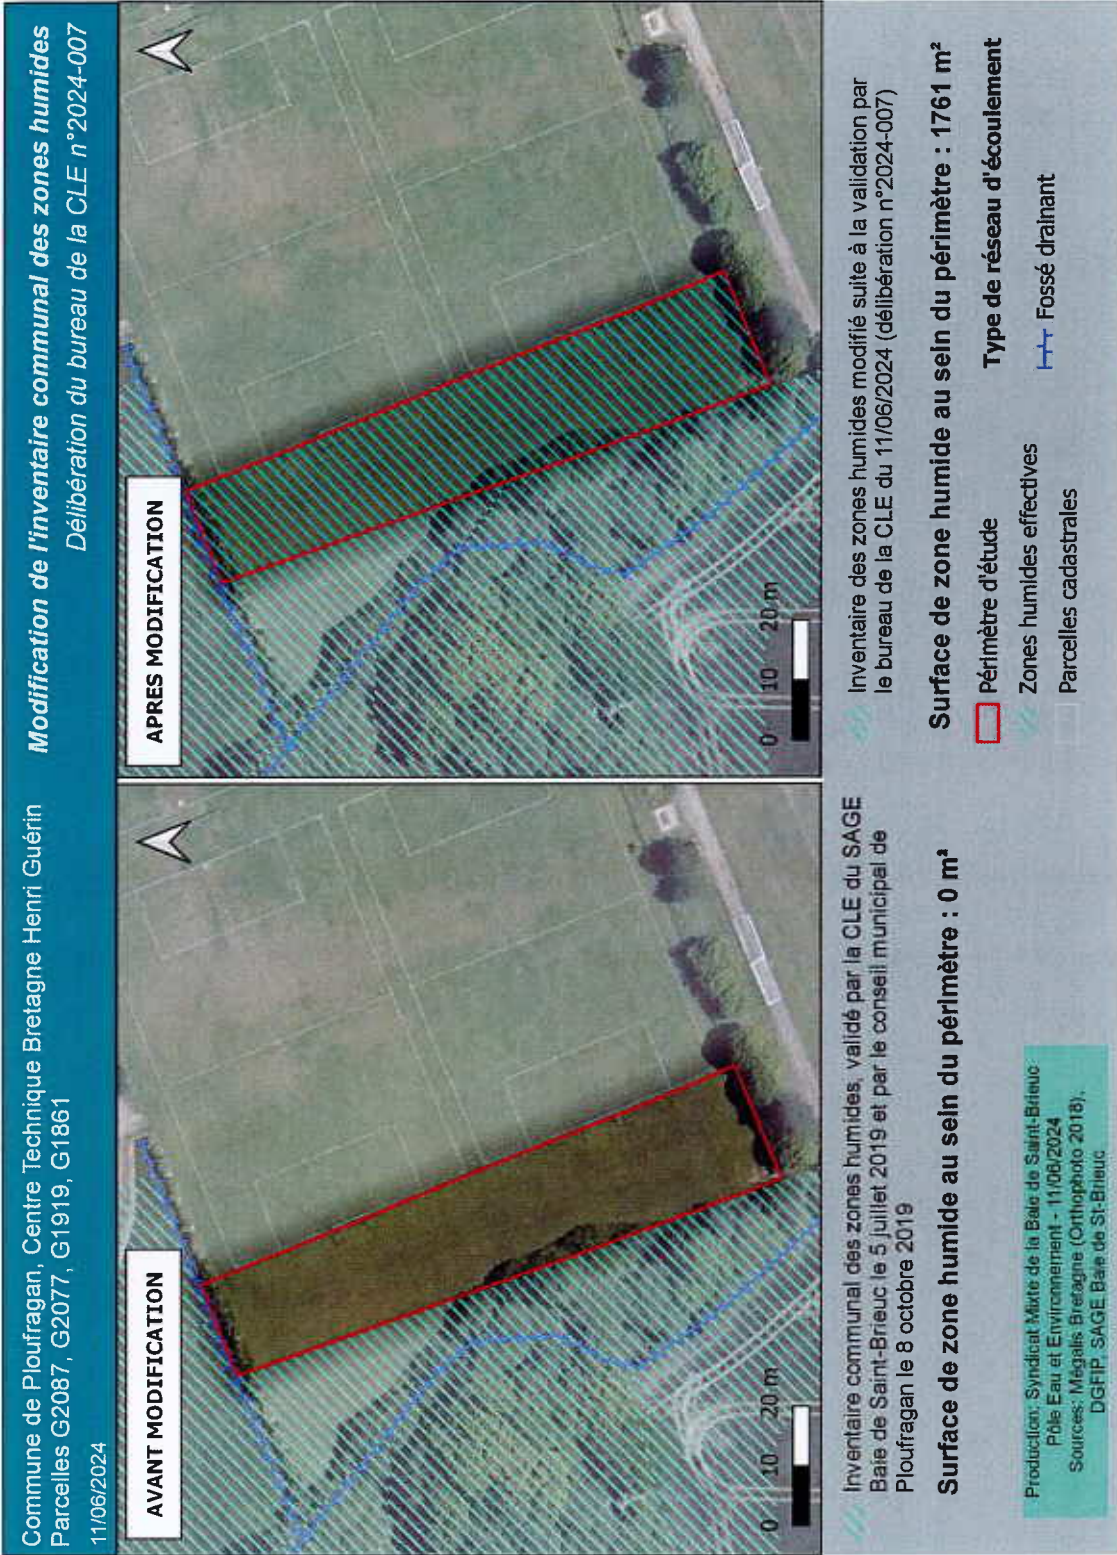 Commune de Ploufragan, Centre Technique Bretagne Henri Guérin
Parcelles G2087, G2077, G1919, G1861
11/06/2024
Modification de l'inventaire communal des zones humides
Délibération du bureau de la CLE n°2024-007
AVANT MODIFICATION
0 10 20 m
APRES MODIFICATION
0 10 20 m
Inventaire communal des zones humides, validé par la CLE du SAGE
Baie de Saint-Brieuc le 5 juillet 2019 et par le conseil municipal de
Ploufragan le 8 octobre 2019
Surface de zone humide au sein du périmètre : 0 m²
Production: Syndicat Mixte de la Baie de Saint-Brieuc
Pôle Eau et Environnement - 11/06/2024
Sources: Mégalis Bretagne (Orthophoto 2018),
DGFIP, SAGE Baie de St-Brieuc
Inventaire des zones humides modifié suite à la validation par
le bureau de la CLE du 11/06/2024 (délibération n°2024-007)
Surface de zone humide au sein du périmètre : 1761 m²
Périmètre d'étude
Zones humides effectives
Parcelles cadastrales
Type de réseau d'écoulement
Fossé drainant